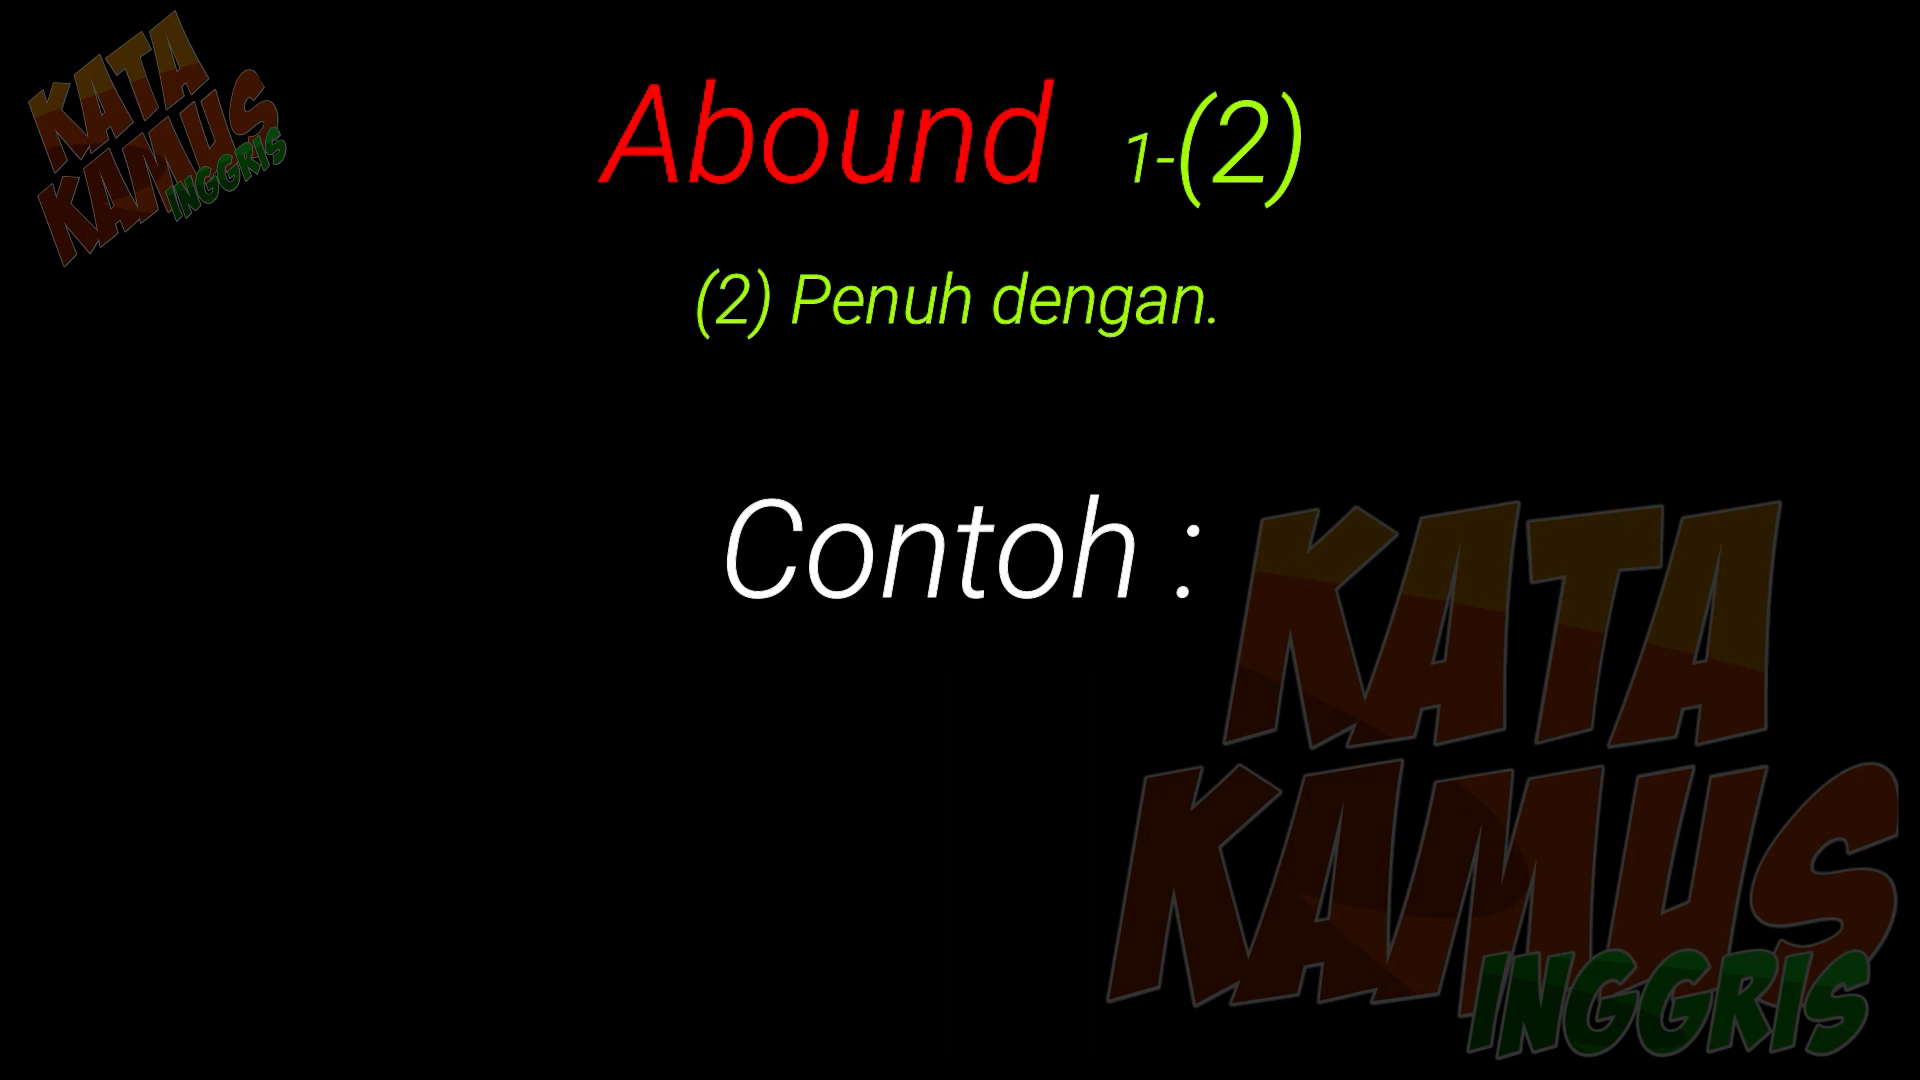 KATA
KAMUS
INGGRIS
Abound 1-(2)
(2) Penuh dengan.
Contoh :
KATA
KAMUS
INGGRIS